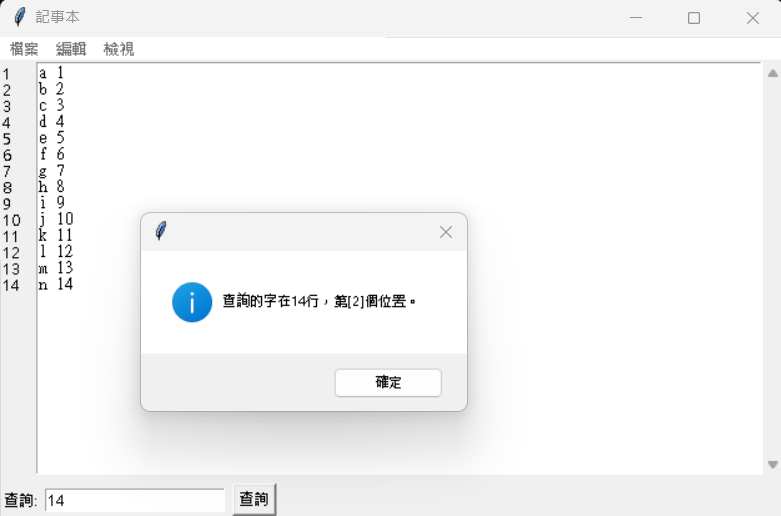 記事本
檔案 編輯 檢視
1 a 1
2 b 2
3 c 3
4 d 4
5 e 5
6 f 6
7 g 7
8 h 8
9 i 9
10 j 10
11 k 11
12 l 12
13 m 13
14 n 14
查詢的字在14行，第[2]個位置。
確定
查詢: 14 查詢